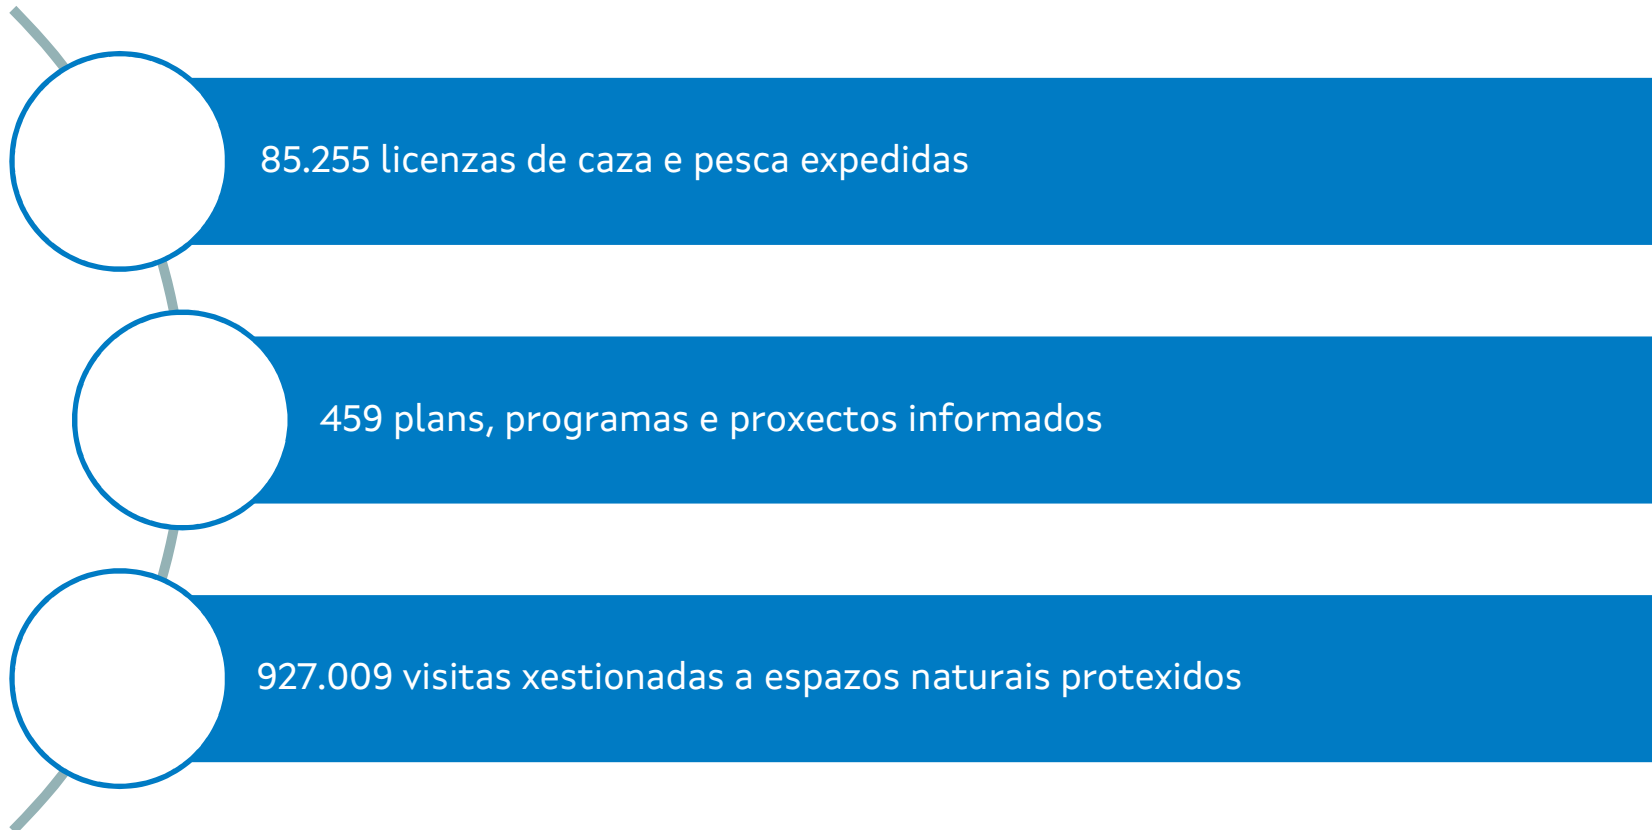 85.255 licenzas de caza e pesca expedidas
459 plans, programas e proxectos informados
927.009 visitas xestionadas a espazos naturais protexidos